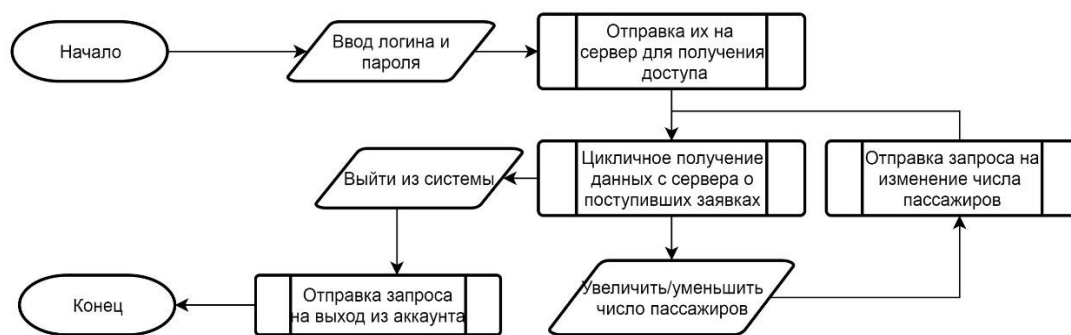 Начало
Ввод логина и
пароля
Отправка их на
сервер для получения
доступа
Выйти из системы
Цикличное получение
данных с сервера о
поступивших заявках
Отправка запроса на
изменение числа
пассажиров
Конец
Отправка запроса
на выход из аккаунта
Увеличить/уменьшить
число пассажиров